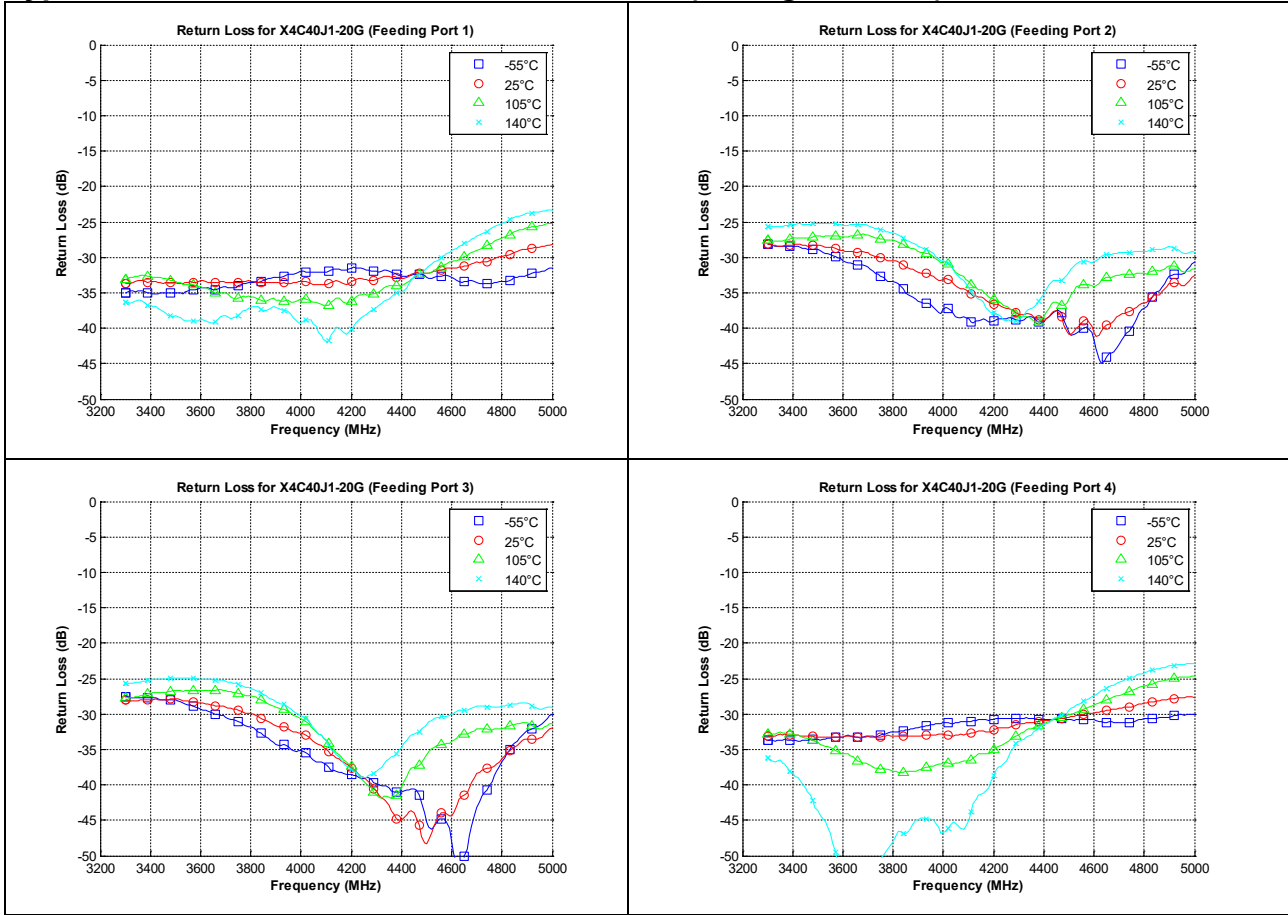 Return Loss for X4C40J1-20G (Feeding Port 1)
0
-5
-10
-15
-20
-25
-30
-35
-40
-45
-50
Return Loss (dB)
3200 3400 3600 3800 4000 4200 4400 4600 4800 5000
Frequency (MHz)
-55°C
25°C
105°C
140°C
Return Loss for X4C40J1-20G (Feeding Port 2)
0
-5
-10
-15
-20
-25
-30
-35
-40
-45
-50
Return Loss (dB)
3200 3400 3600 3800 4000 4200 4400 4600 4800 5000
Frequency (MHz)
-55°C
25°C
105°C
140°C
Return Loss for X4C40J1-20G (Feeding Port 3)
0
-5
-10
-15
-20
-25
-30
-35
-40
-45
-50
Return Loss (dB)
3200 3400 3600 3800 4000 4200 4400 4600 4800 5000
Frequency (MHz)
-55°C
25°C
105°C
140°C
Return Loss for X4C40J1-20G (Feeding Port 4)
0
-5
-10
-15
-20
-25
-30
-35
-40
-45
-50
Return Loss (dB)
3200 3400 3600 3800 4000 4200 4400 4600 4800 5000
Frequency (MHz)
-55°C
25°C
105°C
140°C